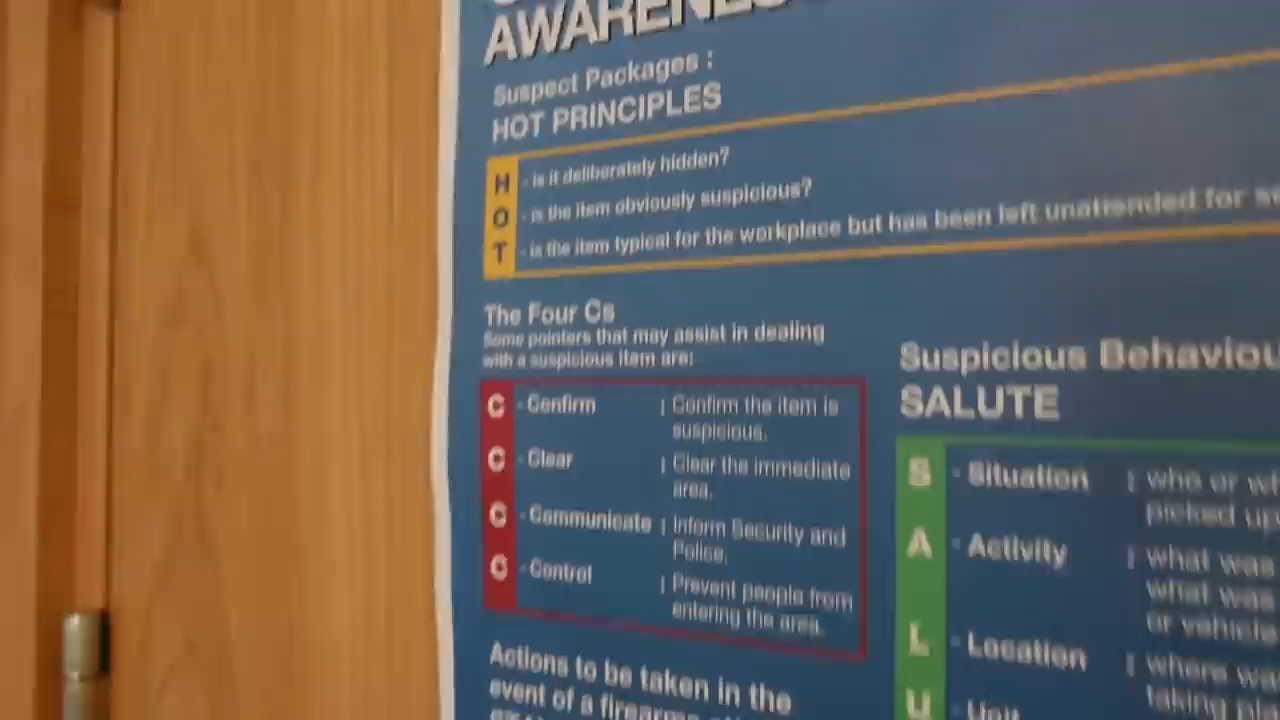 AWARENESS
Suspect Packages :
HOT PRINCIPLES
H - is it deliberately hidden?
O - is the item obviously suspicious?
T - is the item typical for the workplace but has been left unattended for
The Four Cs
Some pointers that may assist in dealing
with a suspicious item are:
C - Confirm : Confirm the item is
suspicious.
C - Clear : Clear the immediate
area.
C - Communicate : Inform Security and
Police.
C - Control : Prevent people from
entering the area.
Actions to be taken in the
event of a firearms
Suspicious Behaviou
SALUTE
S - Situation : who or
picked up
A - Activity : what was
what was
or vehicle
L - Location : where was
taking
U - Unit